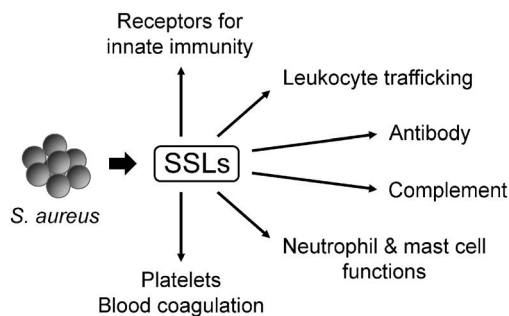 Receptors for
innate immunity
Leukocyte trafficking
Antibody
SSLs
Complement
S. aureus
Neutrophil & mast cell
functions
Platelets
Blood coagulation